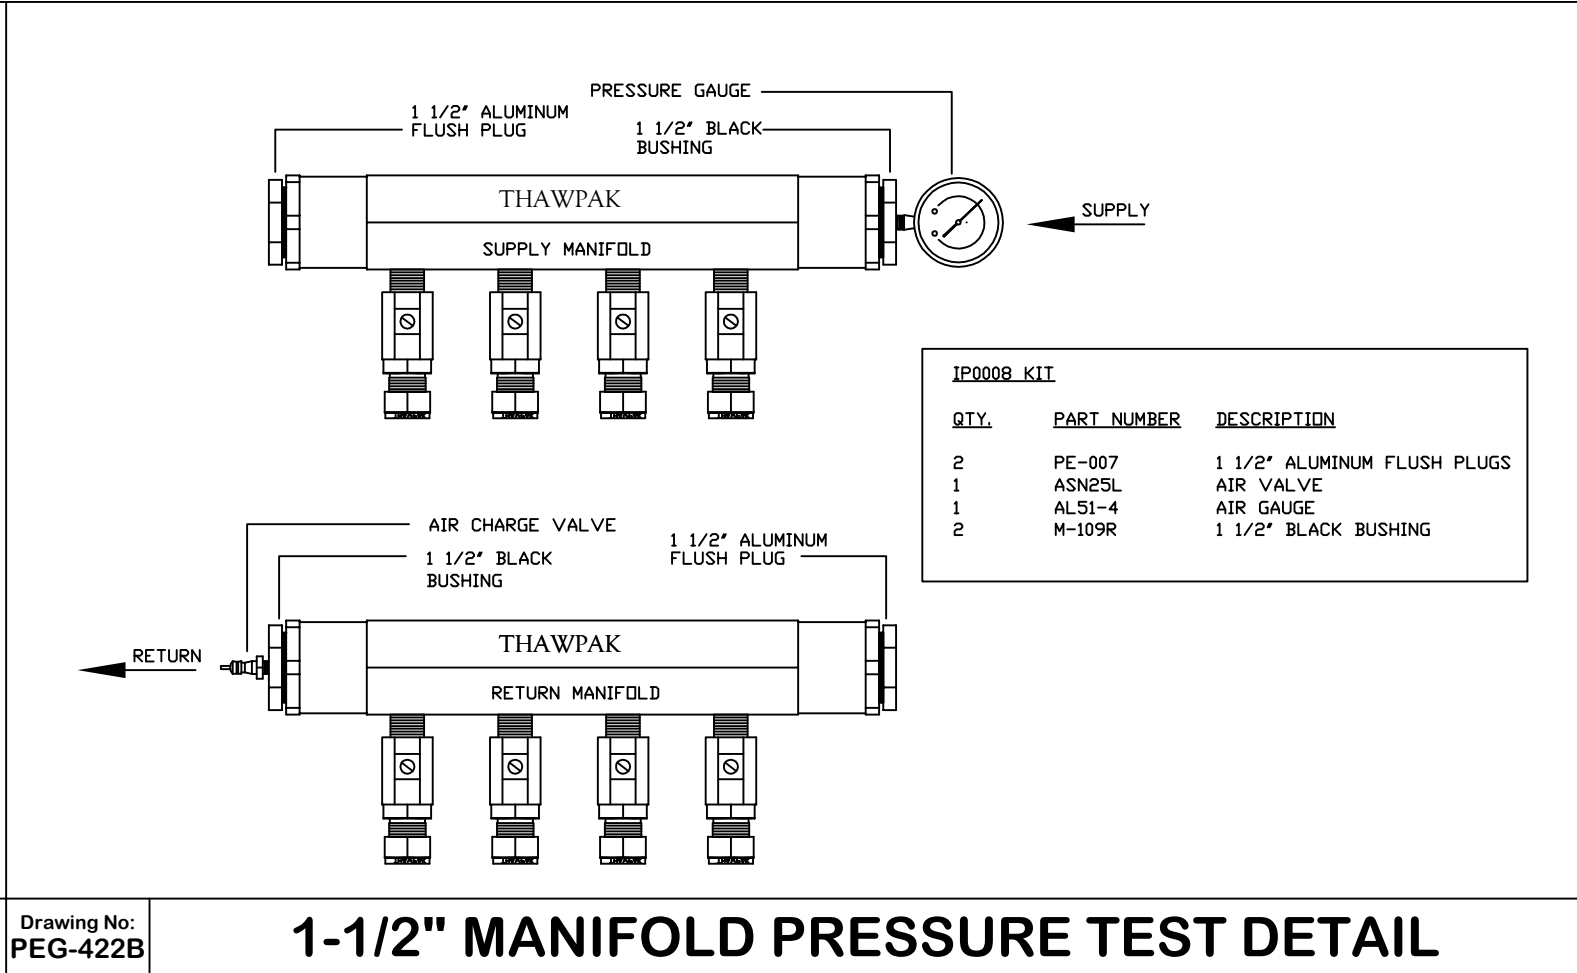 PRESSURE GAUGE
1 1/2" ALUMINUM
FLUSH PLUG
1 1/2" BLACK
BUSHING
THAWPAK
SUPPLY MANIFOLD
SUPPLY
IP0008 KIT
QTY. PART NUMBER DESCRIPTION
2 PE-007 1 1/2" ALUMINUM FLUSH PLUGS
1 ASN25L AIR VALVE
1 AL51-4 AIR GAUGE
2 M-109R 1 1/2" BLACK BUSHING
AIR CHARGE VALVE
1 1/2" BLACK
BUSHING
1 1/2" ALUMINUM
FLUSH PLUG
RETURN
THAWPAK
RETURN MANIFOLD
Drawing No:
PEG-422B
1-1/2" MANIFOLD PRESSURE TEST DETAIL